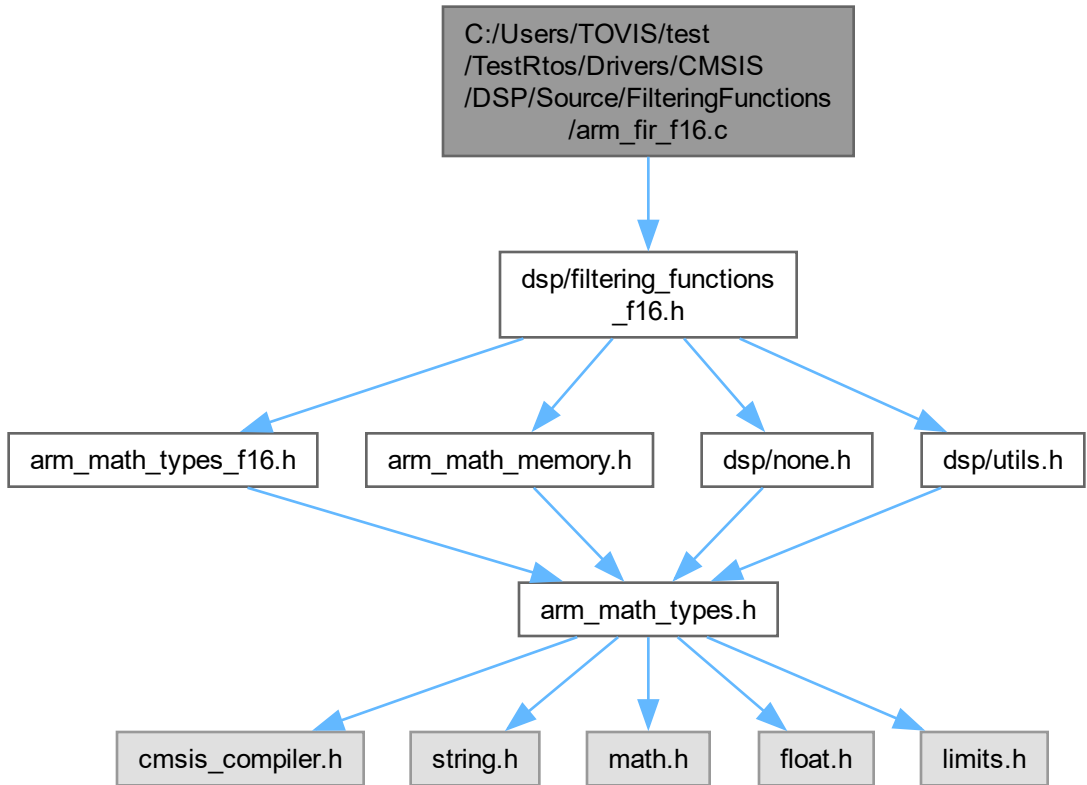 C:/Users/TOVIS/test
/TestRtos/Drivers/CMSIS
/DSP/Source/FilteringFunctions
/arm_fir_f16.c
dsp/filtering_functions
_f16.h
arm_math_types_f16.h
arm_math_memory.h
dsp/none.h
dsp/utils.h
arm_math_types.h
cmsis_compiler.h
string.h
math.h
float.h
limits.h